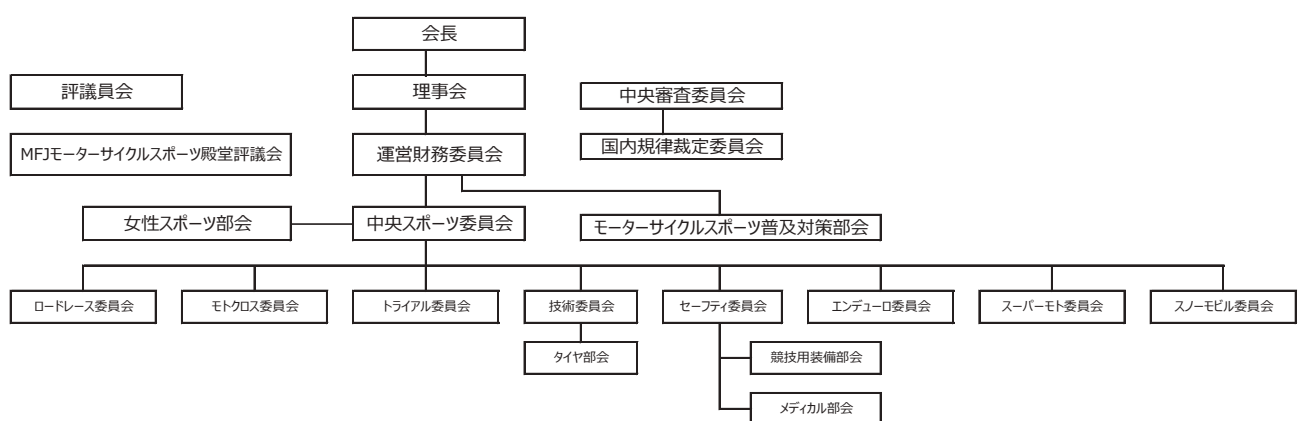 会長
評議員会
理事会
中央審査委員会
MFJモーターサイクルスポーツ殿堂評議会
運営財務委員会
国内規律裁定委員会
女性スポーツ部会
中央スポーツ委員会
モーターサイクルスポーツ普及対策部会
ロードレース委員会
モトクロス委員会
トライアル委員会
技術委員会
セーフティ委員会
エンデューロ委員会
スーパーモト委員会
スノーモビル委員会
タイヤ部会
競技用装備部会
メディカル部会